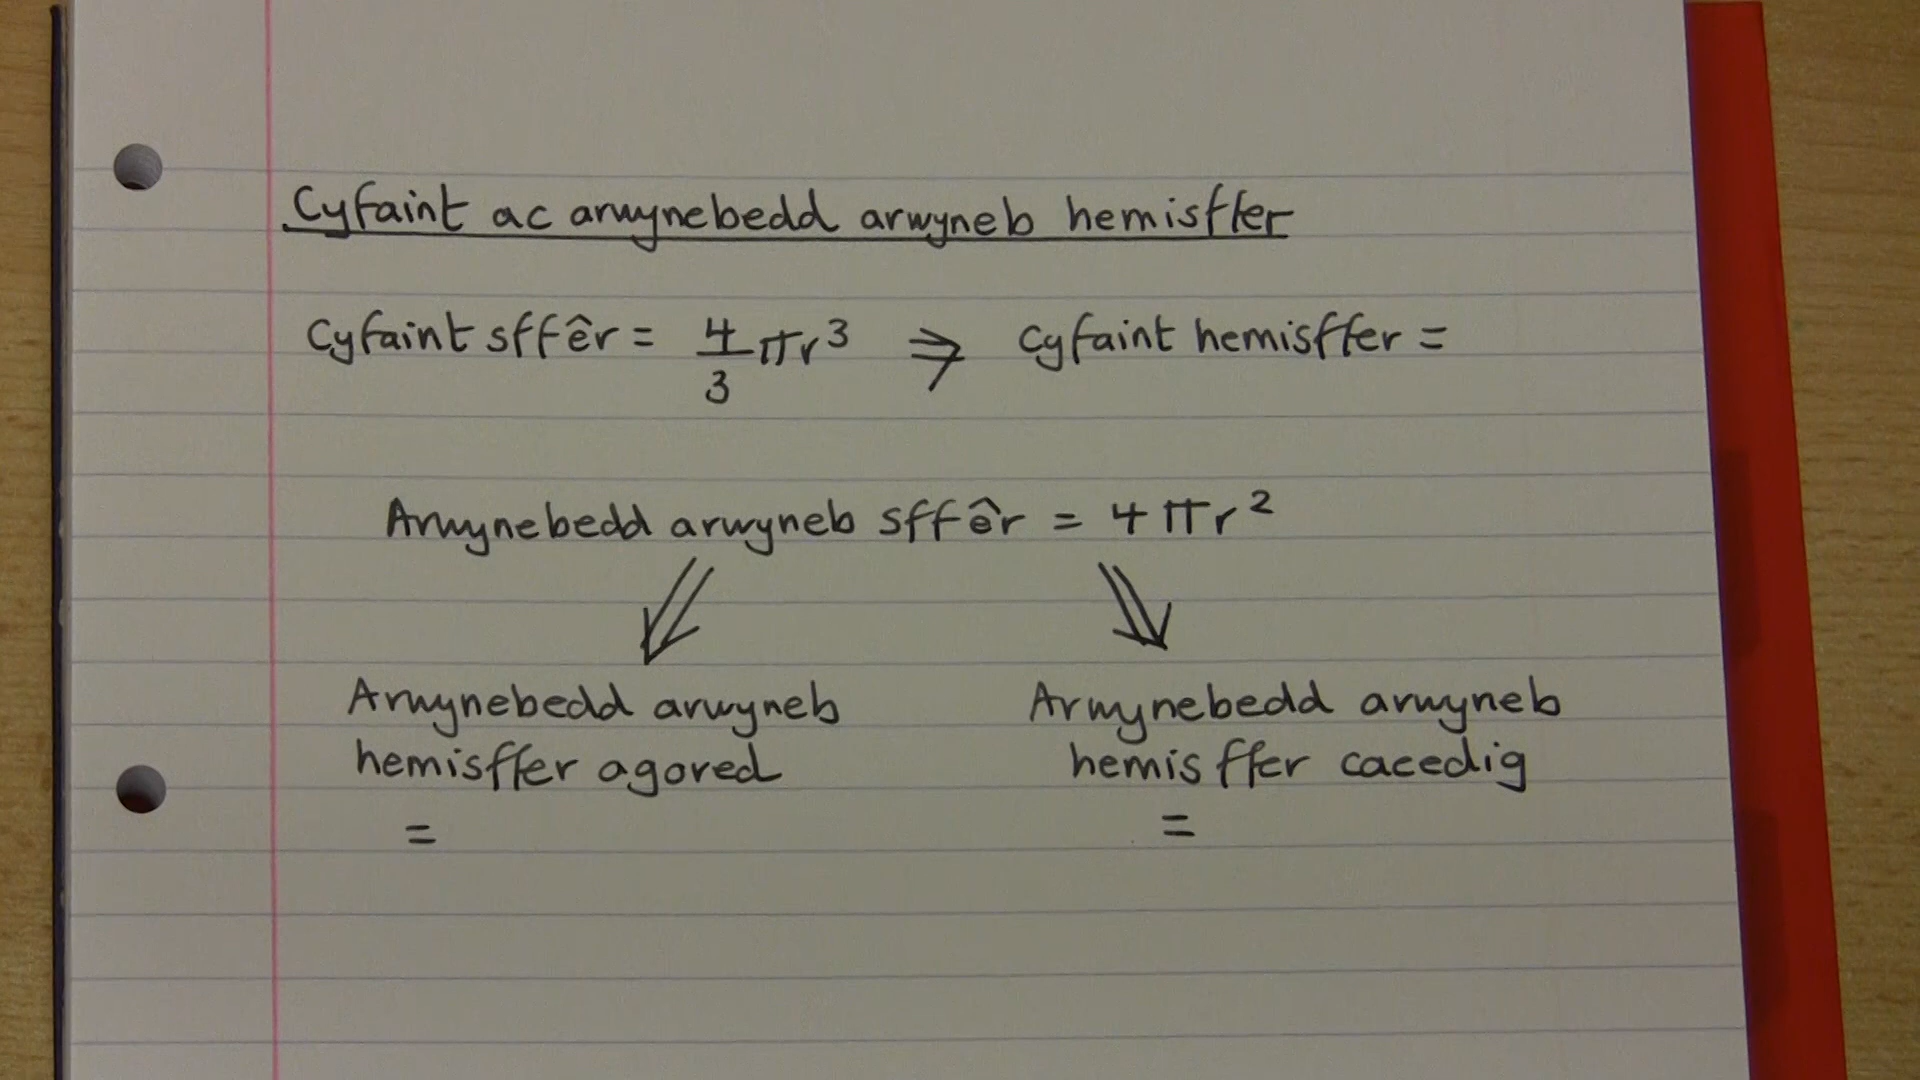 Cyfaint ac arwynebedd arwyneb hemisffer
Cyfaint sffêr = 4/3 πr³ ⇒ Cyfaint hemisffer =
Arwynebedd arwyneb sffêr = 4πr²
⇙ ⇘
Arwynebedd arwyneb
hemisffer agored
=
Arwynebedd arwyneb
hemisffer caeedig
=